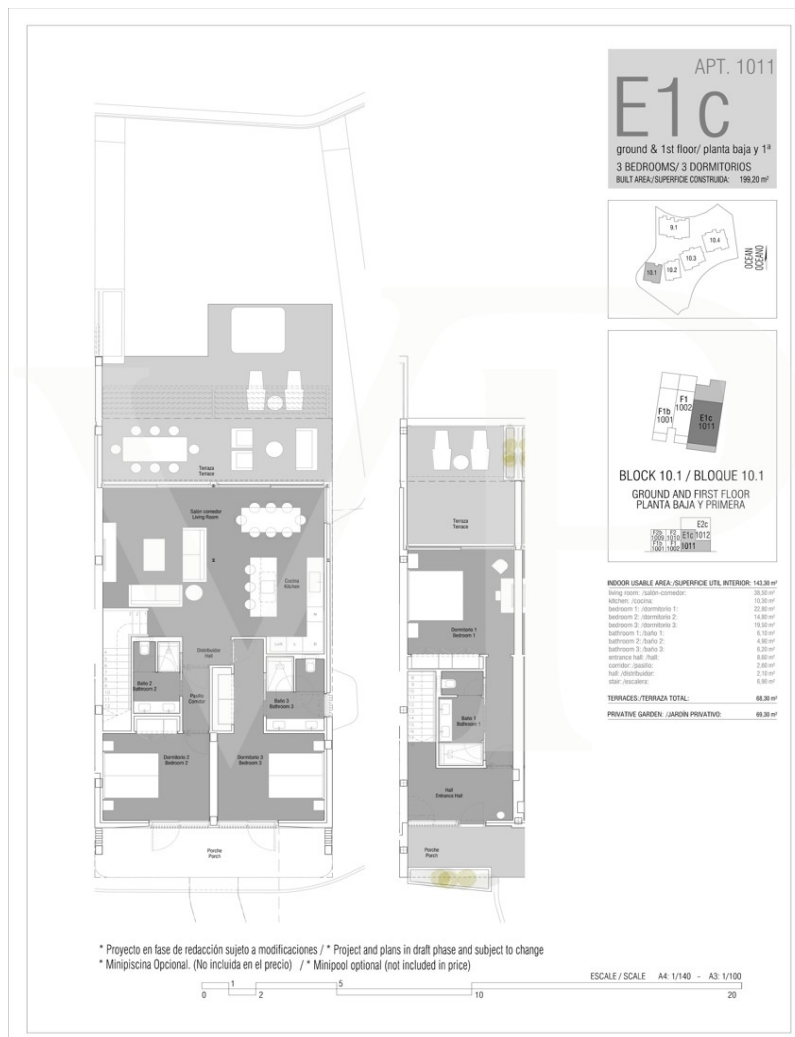 APT. 1011
E1c
ground & 1st floor/ planta baja y 1ª
3 BEDROOMS/ 3 DORMITORIOS
BUILT AREA:/SUPERFICIE CONSTRUIDA: 199,20 m²
9.1
10.4
10.3
10.1
10.2
OCEAN
OCEANO
F1b
1001
F1
1002
E1c
1011
BLOCK 10.1 / BLOQUE 10.1
GROUND AND FIRST FLOOR
PLANTA BAJA Y PRIMERA
E2c
1012
F2b
1009
F2
1010
E1c
1011
F1b
1001
F1
1002
INDOOR USABLE AREA:/SUPERFICIE UTIL INTERIOR: 143,30 m²
living room: /salón-comedor: 38,50 m²
kitchen: /cocina: 10,30 m²
bedroom 1: /dormitorio 1: 22,80 m²
bedroom 2: /dormitorio 2: 14,80 m²
bedroom 3: /dormitorio 3: 19,50 m²
bathroom 1: /baño 1: 6,10 m²
bathroom 2: /baño 2: 4,90 m²
bathroom 3: /baño 3: 6,20 m²
entrance hall: /hall: 8,60 m²
corridor: /pasillo: 2,60 m²
hall: /distribuidor: 2,10 m²
stair: /escalera: 6,90 m²
TERRACES:/TERRAZA TOTAL: 68,30 m²
PRIVATIVE GARDEN: /JARDÍN PRIVATIVO: 69,30 m²
Terraza
Terrace
Salón comedor
Living Room
Cocina
Kitchen
Distribuidor
Hall
Baño 2
Bathroom 2
Pasillo
Corridor
Baño 3
Bathroom 3
Dormitorio 2
Bedroom 2
Dormitorio 3
Bedroom 3
Porche
Porch
Terraza
Terrace
Dormitorio 1
Bedroom 1
Baño 1
Bathroom 1
Hall
Entrance Hall
Porche
Porch
* Proyecto en fase de redacción sujeto a modificaciones / * Project and plans in draft phase and subject to change
* Minipiscina Opcional. (No incluida en el precio) / * Minipool optional (not included in price)
ESCALE / SCALE A4: 1/140 - A3: 1/100
0 1 2 5 10 20